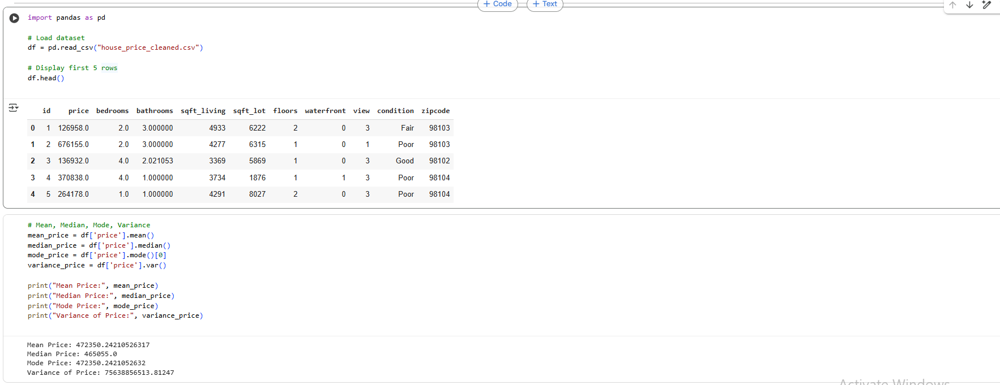 + Code + Text
import pandas as pd
# Load dataset
df = pd.read_csv("house_price_cleaned.csv")
# Display first 5 rows
df.head()
id price bedrooms bathrooms sqft_living sqft_lot floors waterfront view condition zipcode
0 1 126958.0 2.0 3.000000 4933 6222 2 0 3 Fair 98103
1 2 676155.0 2.0 3.000000 4277 6315 1 0 1 Poor 98103
2 3 136932.0 4.0 2.021053 3369 5869 1 0 3 Good 98102
3 4 370838.0 4.0 1.000000 3734 1876 1 1 3 Poor 98104
4 5 264178.0 1.0 1.000000 4291 8027 2 0 3 Poor 98104
# Mean, Median, Mode, Variance
mean_price = df['price'].mean()
median_price = df['price'].median()
mode_price = df['price'].mode()[0]
variance_price = df['price'].var()
print("Mean Price:", mean_price)
print("Median Price:", median_price)
print("Mode Price:", mode_price)
print("Variance of Price:", variance_price)
Mean Price: 472350.24210526317
Median Price: 465055.0
Mode Price: 472350.2421052632
Variance of Price: 75638856513.81247
Activate Windows